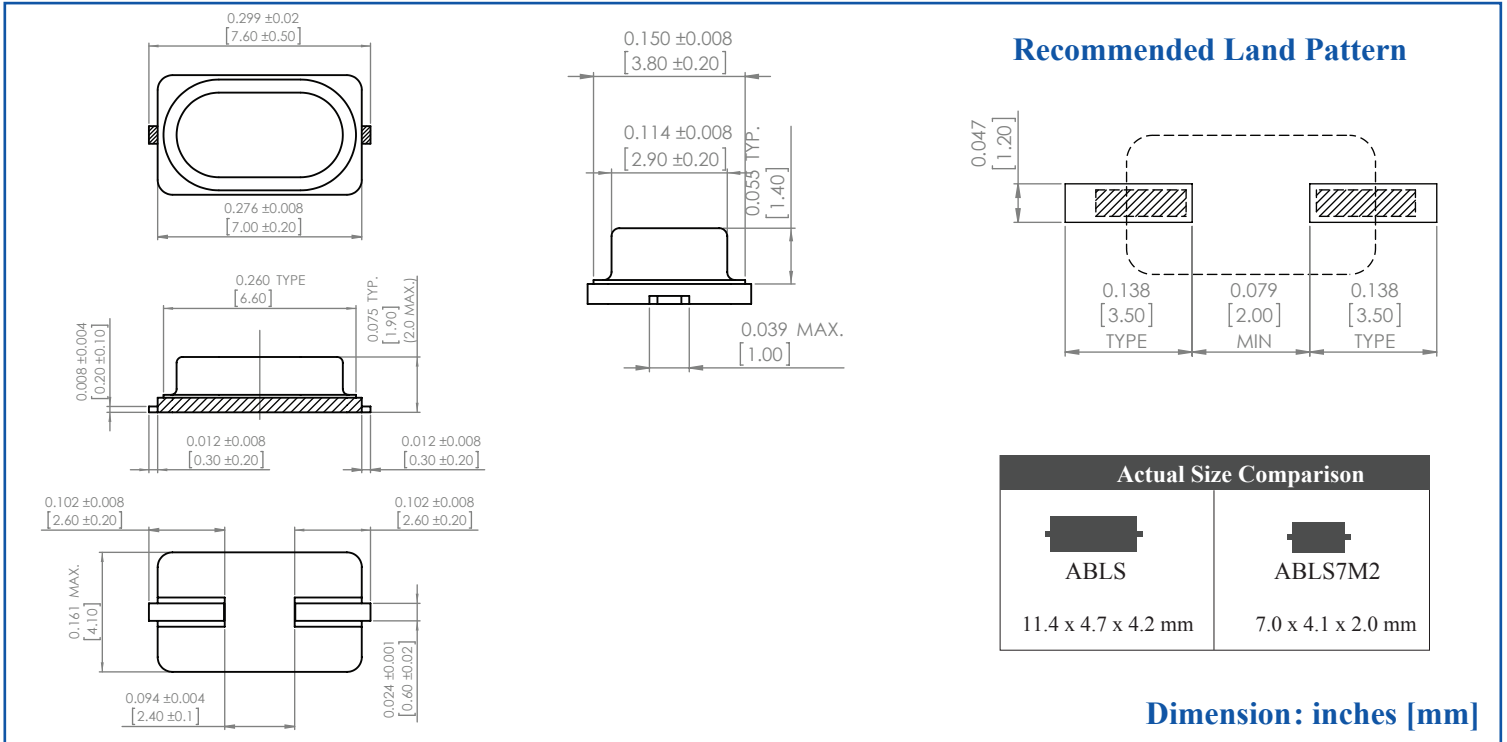 0.299 ±0.02
[7.60 ±0.50]
0.276 ±0.008
[7.00 ±0.20]
0.260 TYPE
[6.60]
0.075 TYP.
[1.90]
(2.0 MAX.)
0.008 ±0.004
[0.20 ±0.10]
0.012 ±0.008
[0.30 ±0.20]
0.012 ±0.008
[0.30 ±0.20]
0.102 ±0.008
[2.60 ±0.20]
0.102 ±0.008
[2.60 ±0.20]
0.161 MAX.
[4.10]
0.024 ±0.001
[0.60 ±0.02]
0.094 ±0.004
[2.40 ±0.1]
0.150 ±0.008
[3.80 ±0.20]
0.114 ±0.008
[2.90 ±0.20]
0.055 TYP.
[1.40]
0.039 MAX.
[1.00]
Recommended Land Pattern
0.047
[1.20]
0.138
[3.50]
TYPE
0.079
[2.00]
MIN
0.138
[3.50]
TYPE
Actual Size Comparison
ABLS
11.4 x 4.7 x 4.2 mm
ABLS7M2
7.0 x 4.1 x 2.0 mm
Dimension: inches [mm]